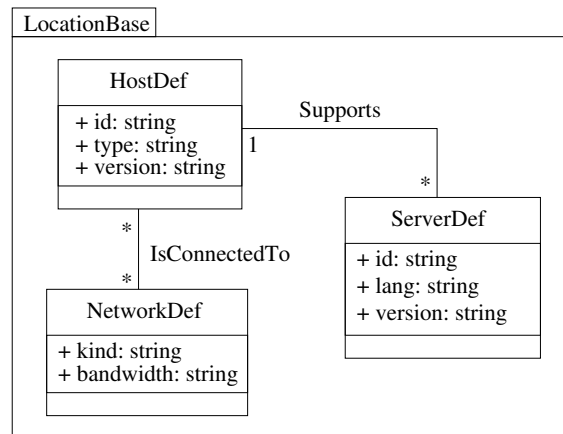 LocationBase
HostDef
+ id: string
+ type: string
+ version: string
Supports
1
*
ServerDef
+ id: string
+ lang: string
+ version: string
*
IsConnectedTo
*
NetworkDef
+ kind: string
+ bandwidth: string